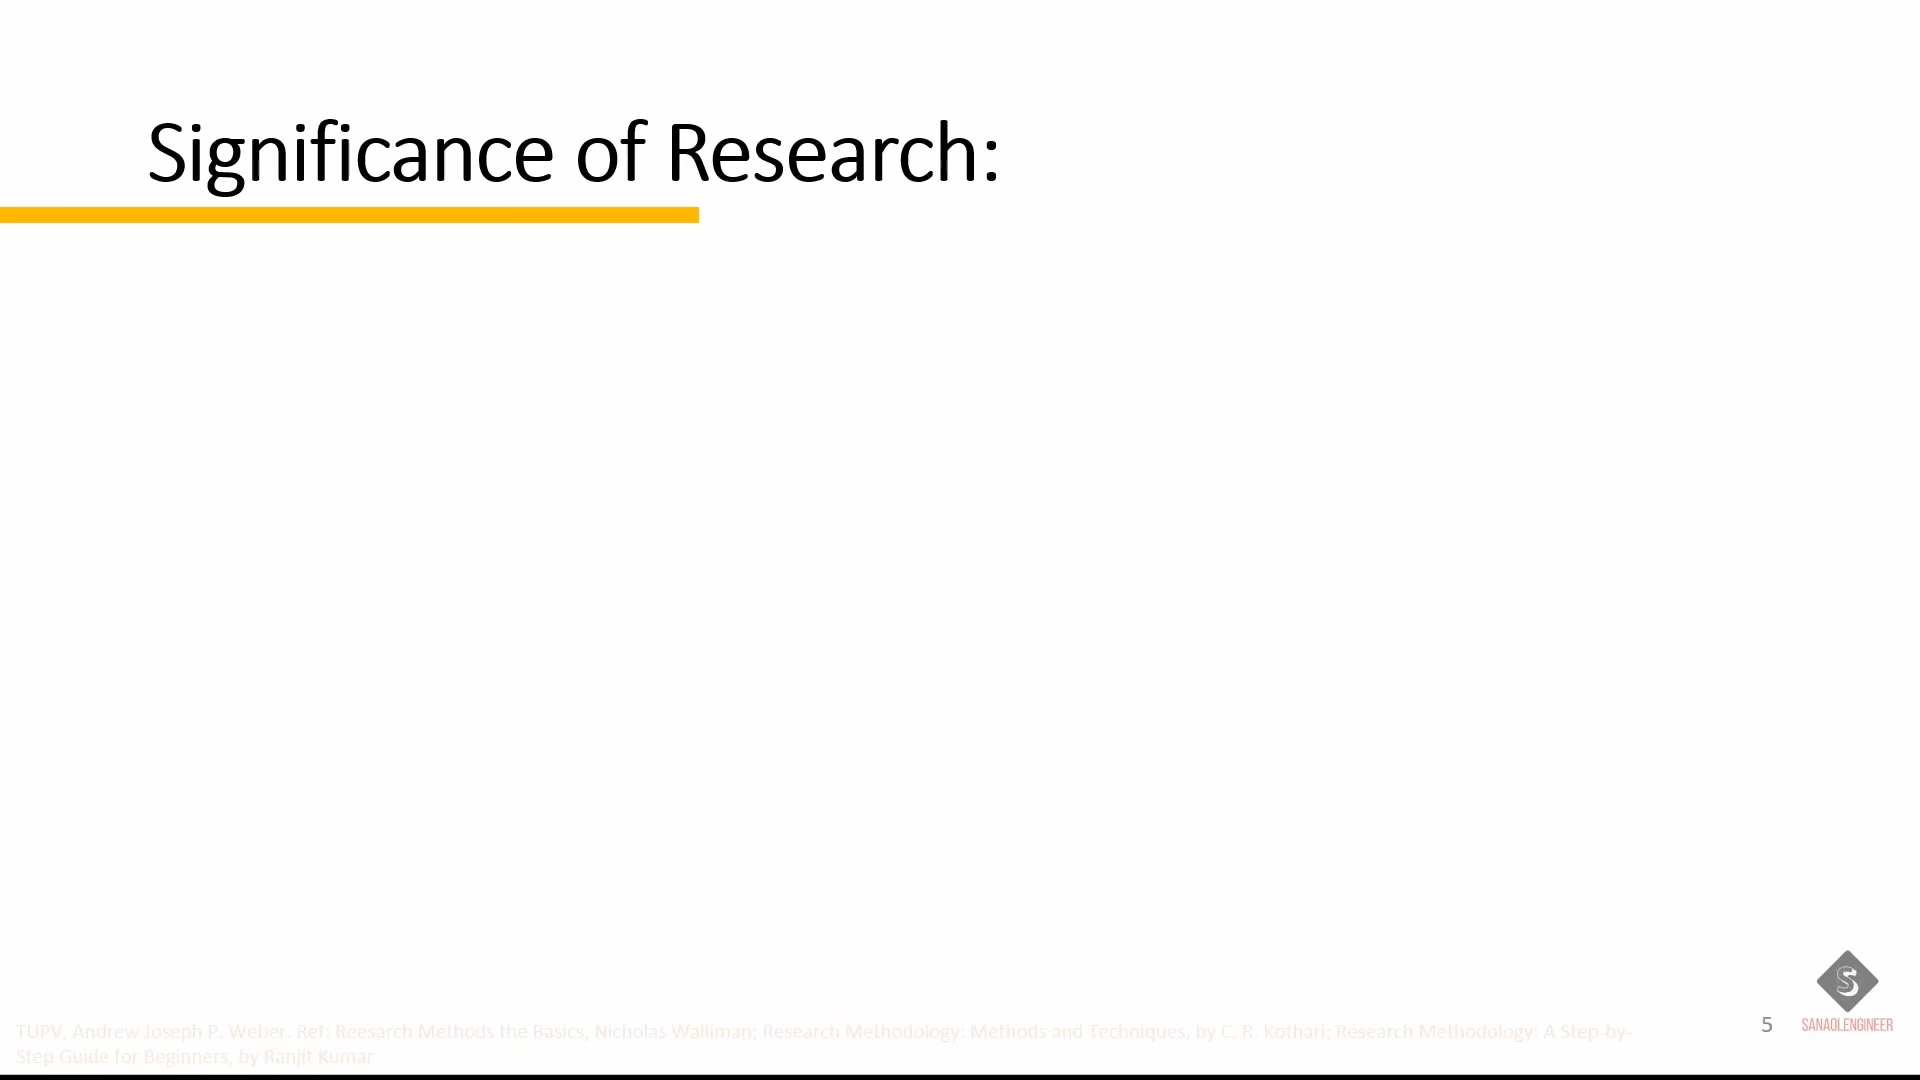 Significance of Research:
S
TUPV, Andrew Joseph P. Weber. Ref: Reesarch Methods the Basics, Nicholas Walliman; Research Methodology: Methods and Techniques, by C. R. Kothari; Research Methodology: A Step-by-
Step Guide for Beginners, by Ranjit Kumar
5
SANAOLENGINEER